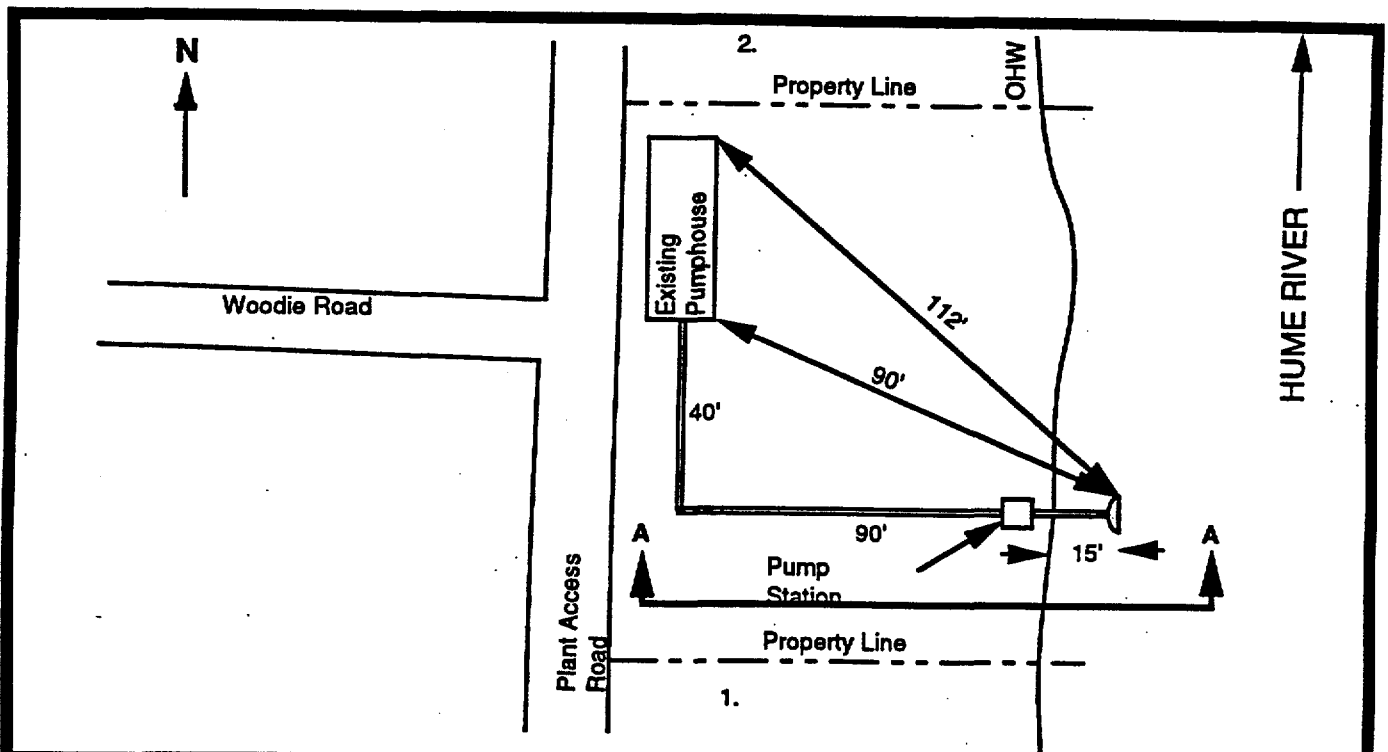 N
2.
OHW
Property Line
HUME RIVER
Existing
Pumphouse
Woodie Road
112'
90'
40'
90'
A
15'
A
Pump
Station
Plant Access
Road
Property Line
1.